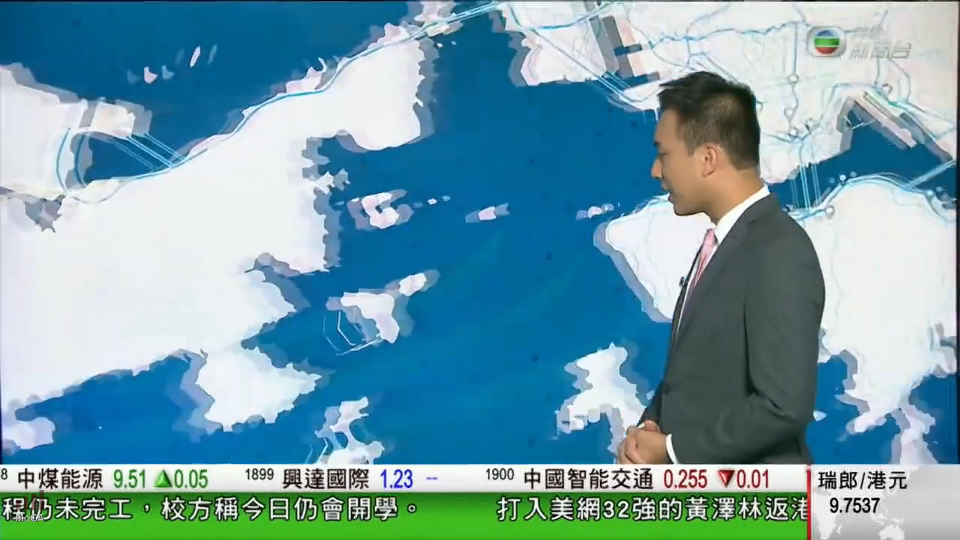 無綫新聞台
8 中煤能源 9.51 ▲0.05 1899 興達國際 1.23 -- 1900 中國智能交通 0.255 ▼0.01
瑞郎/港元
9.7537
程仍未完工，校方稱今日仍會開學。 打入美網32強的黃澤林返港